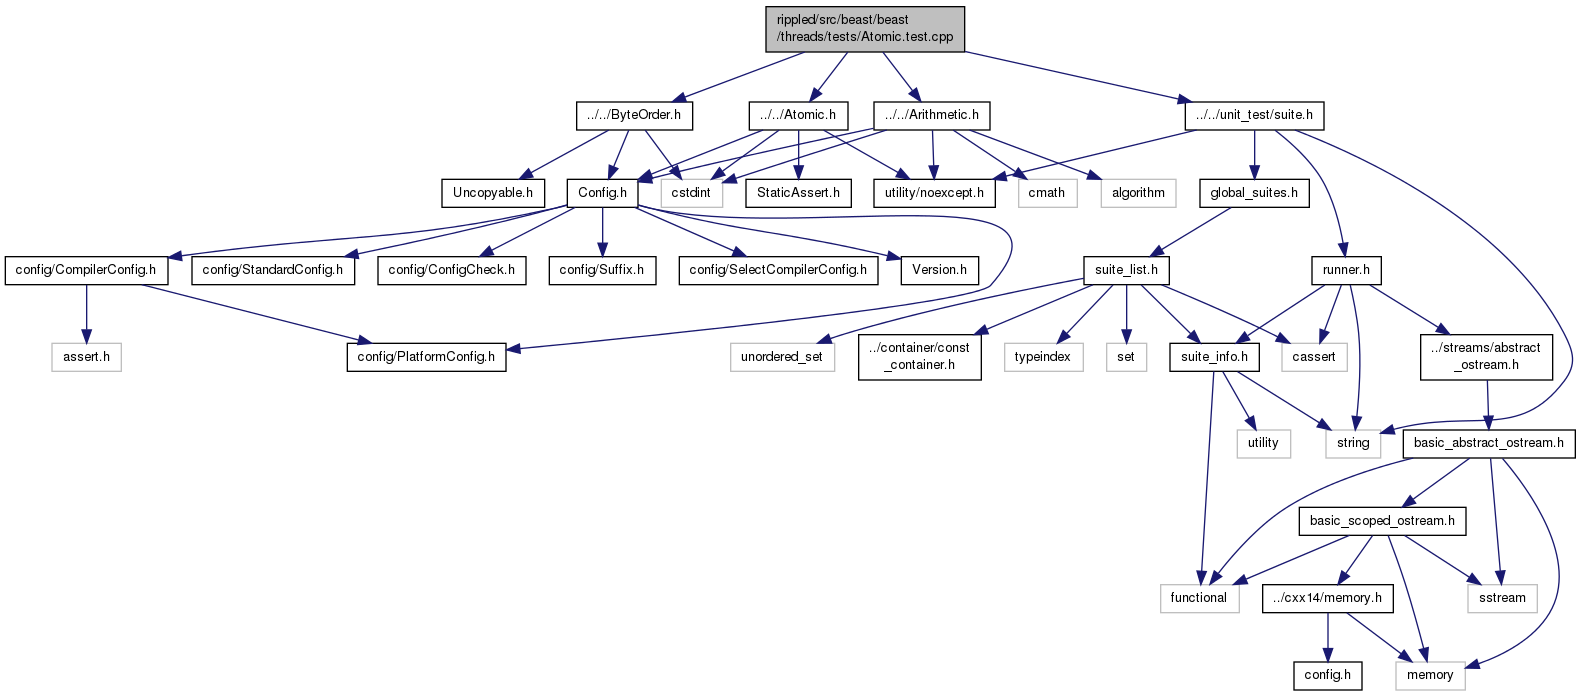 rippled/src/beast/beast
/threads/tests/Atomic.test.cpp
../../ByteOrder.h
../../Atomic.h
../../Arithmetic.h
../../unit_test/suite.h
Uncopyable.h
Config.h
cstdint
StaticAssert.h
utility/noexcept.h
cmath
algorithm
global_suites.h
config/CompilerConfig.h
config/StandardConfig.h
config/ConfigCheck.h
config/Suffix.h
config/SelectCompilerConfig.h
Version.h
suite_list.h
runner.h
assert.h
config/PlatformConfig.h
unordered_set
../container/const
_container.h
typeindex
set
suite_info.h
cassert
../streams/abstract
_ostream.h
utility
string
basic_abstract_ostream.h
basic_scoped_ostream.h
functional
../cxx14/memory.h
sstream
config.h
memory